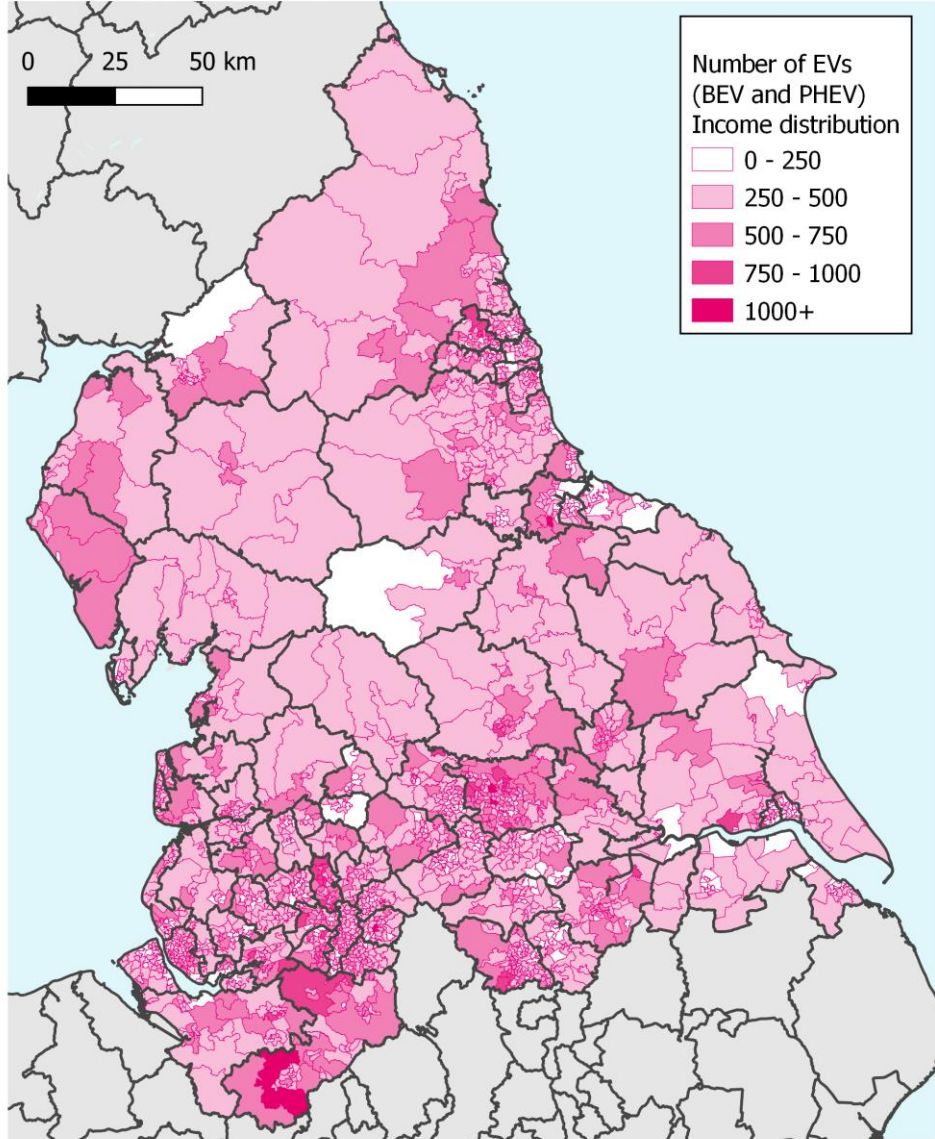 0 25 50 km
Number of EVs
(BEV and PHEV)
Income distribution
0 - 250
250 - 500
500 - 750
750 - 1000
1000+